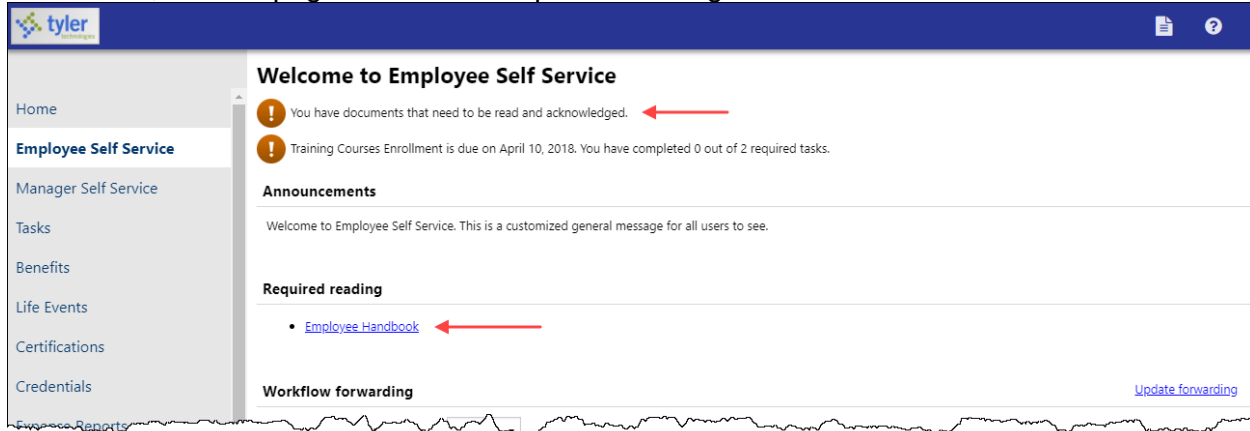 tyler
technologies
Welcome to Employee Self Service
Home
You have documents that need to be read and acknowledged.
Employee Self Service
Training Courses Enrollment is due on April 10, 2018. You have completed 0 out of 2 required tasks.
Manager Self Service
Announcements
Tasks
Welcome to Employee Self Service. This is a customized general message for all users to see.
Benefits
Required reading
Life Events
Employee Handbook
Certifications
Credentials
Workflow forwarding
Update forwarding
Expense Reports